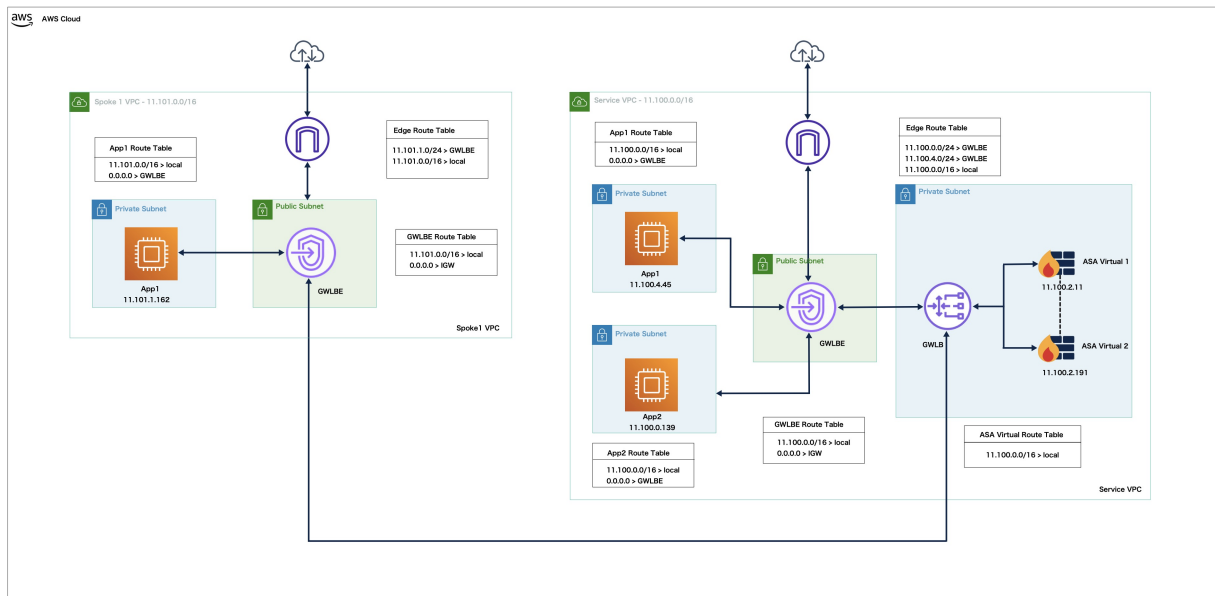 aws
AWS Cloud
Spoke 1 VPC - 11.101.0.0/16
App1 Route Table
11.101.0.0/16 > local
0.0.0.0 > GWLBE
Edge Route Table
11.101.1.0/24 > GWLBE
11.101.0.0/16 > local
Private Subnet
App1
11.101.1.162
Public Subnet
GWLBE
GWLBE Route Table
11.101.0.0/16 > local
0.0.0.0 > IGW
Spoke1 VPC
Service VPC - 11.100.0.0/16
App1 Route Table
11.100.0.0/16 > local
0.0.0.0 > GWLBE
Edge Route Table
11.100.0.0/24 > GWLBE
11.100.4.0/24 > GWLBE
11.100.0.0/16 > local
Private Subnet
App1
11.100.4.45
Public Subnet
GWLBE
Private Subnet
GWLB
ASA Virtual 1
11.100.2.11
ASA Virtual 2
11.100.2.191
Private Subnet
App2
11.100.0.139
App2 Route Table
11.100.0.0/16 > local
0.0.0.0 > GWLBE
GWLBE Route Table
11.100.0.0/16 > local
0.0.0.0 > IGW
ASA Virtual Route Table
11.100.0.0/16 > local
Service VPC